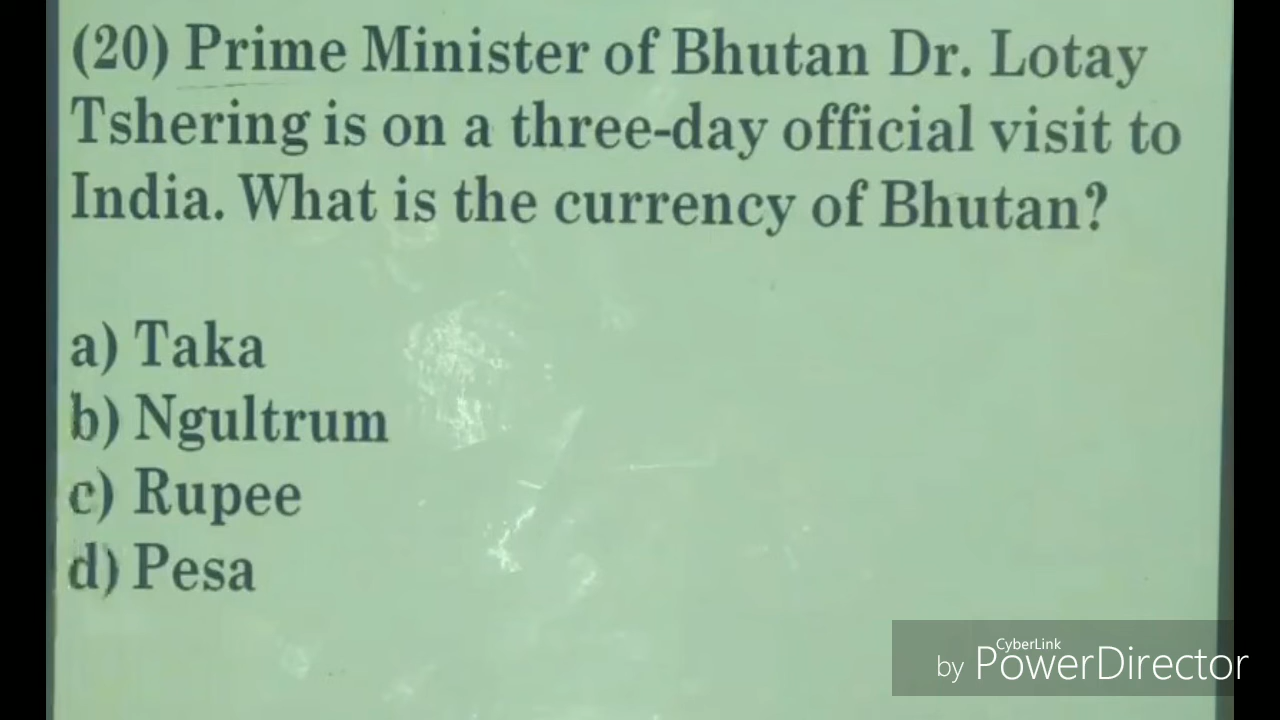 (20) Prime Minister of Bhutan Dr. Lotay
Tshering is on a three-day official visit to
India. What is the currency of Bhutan?
a) Taka
b) Ngultrum
c) Rupee
d) Pesa
CyberLink
by PowerDirector